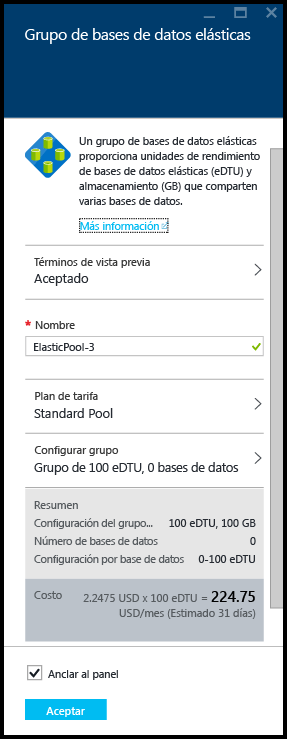 Grupo de bases de datos elásticas
Un grupo de bases de datos elásticas
proporciona unidades de rendimiento
de bases de datos elásticas (eDTU) y
almacenamiento (GB) que comparten
varias bases de datos.
Más información
Términos de vista previa
Aceptado
* Nombre
ElasticPool-3
Plan de tarifa
Standard Pool
Configurar grupo
Grupo de 100 eDTU, 0 bases de datos
Resumen
Configuración del grupo... 100 eDTU, 100 GB
Número de bases de datos 0
Configuración por base de datos 0-100 eDTU
Costo 2.2475 USD x 100 eDTU = 224.75
USD/mes (Estimado 31 días)
Anclar al panel
Aceptar